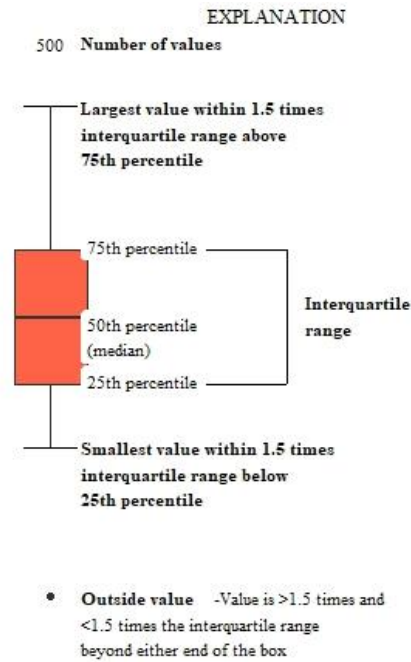 EXPLANATION
500 Number of values
Largest value within 1.5 times
interquartile range above
75th percentile
75th percentile
Interquartile
range
50th percentile
(median)
25th percentile
Smallest value within 1.5 times
interquartile range below
25th percentile
Outside value -Value is >1.5 times and
<1.5 times the interquartile range
beyond either end of the box